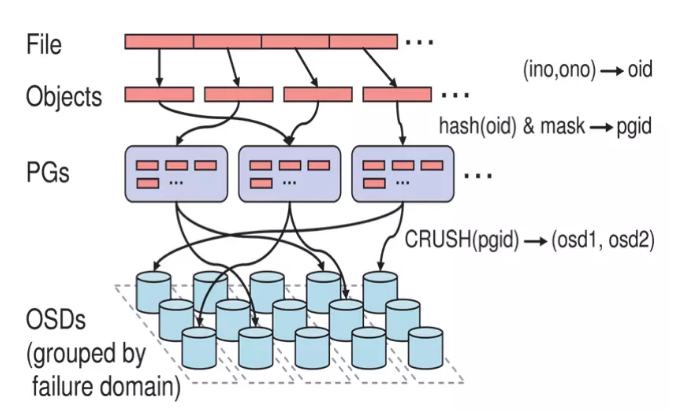 File
...
(ino,ono) → oid
Objects
...
hash(oid) & mask → pgid
PGs
... ... ...
...
CRUSH(pgid) → (osd1, osd2)
OSDs
(grouped by
failure domain)